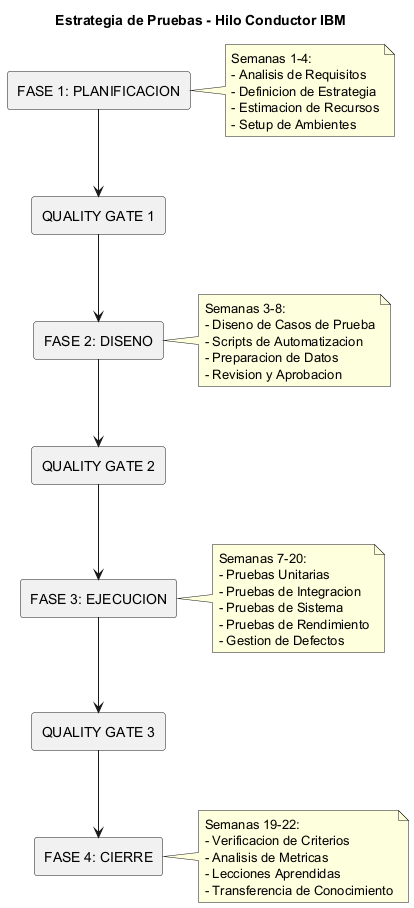 Estrategia de Pruebas - Hilo Conductor IBM
FASE 1: PLANIFICACION
Semanas 1-4:
- Analisis de Requisitos
- Definicion de Estrategia
- Estimacion de Recursos
- Setup de Ambientes
QUALITY GATE 1
FASE 2: DISENO
Semanas 3-8:
- Diseno de Casos de Prueba
- Scripts de Automatizacion
- Preparacion de Datos
- Revision y Aprobacion
QUALITY GATE 2
FASE 3: EJECUCION
Semanas 7-20:
- Pruebas Unitarias
- Pruebas de Integracion
- Pruebas de Sistema
- Pruebas de Rendimiento
- Gestion de Defectos
QUALITY GATE 3
FASE 4: CIERRE
Semanas 19-22:
- Verificacion de Criterios
- Analisis de Metricas
- Lecciones Aprendidas
- Transferencia de Conocimiento